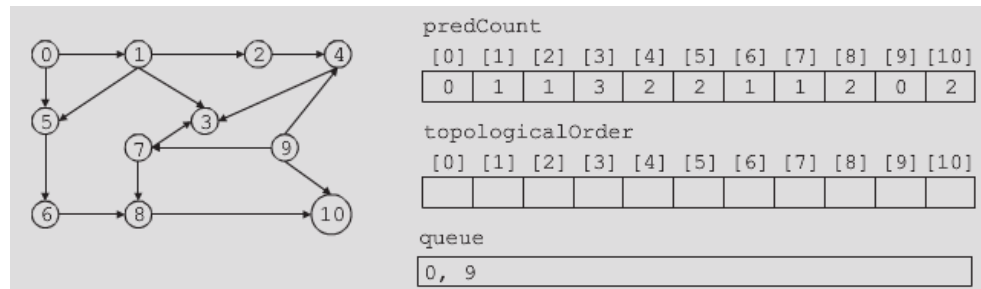 0 1 2 4
5 3
7 9
6 8 10
predCount
[0] [1] [2] [3] [4] [5] [6] [7] [8] [9] [10]
0 1 1 3 2 2 1 1 2 0 2
topologicalOrder
[0] [1] [2] [3] [4] [5] [6] [7] [8] [9] [10]
queue
0, 9